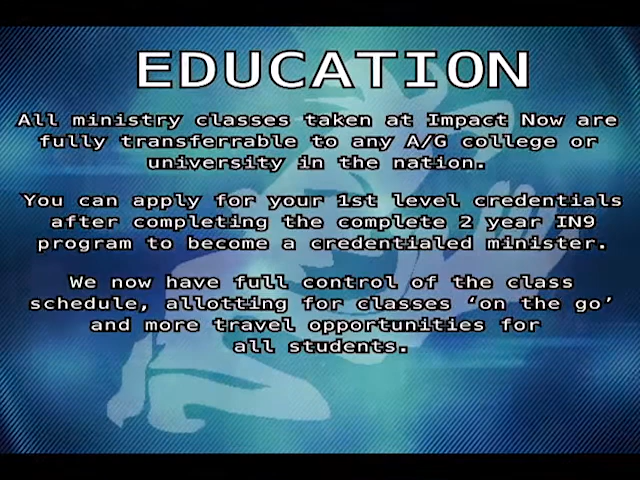 EDUCATION
All ministry classes taken at Impact Now are
fully transferrable to any A/G college or
university in the nation.
You can apply for your 1st level credentials
after completing the complete 2 year IN9
program to become a credentialed minister.
We now have full control of the class
schedule, allotting for classes ‘on the go’
and more travel opportunities for
all students.